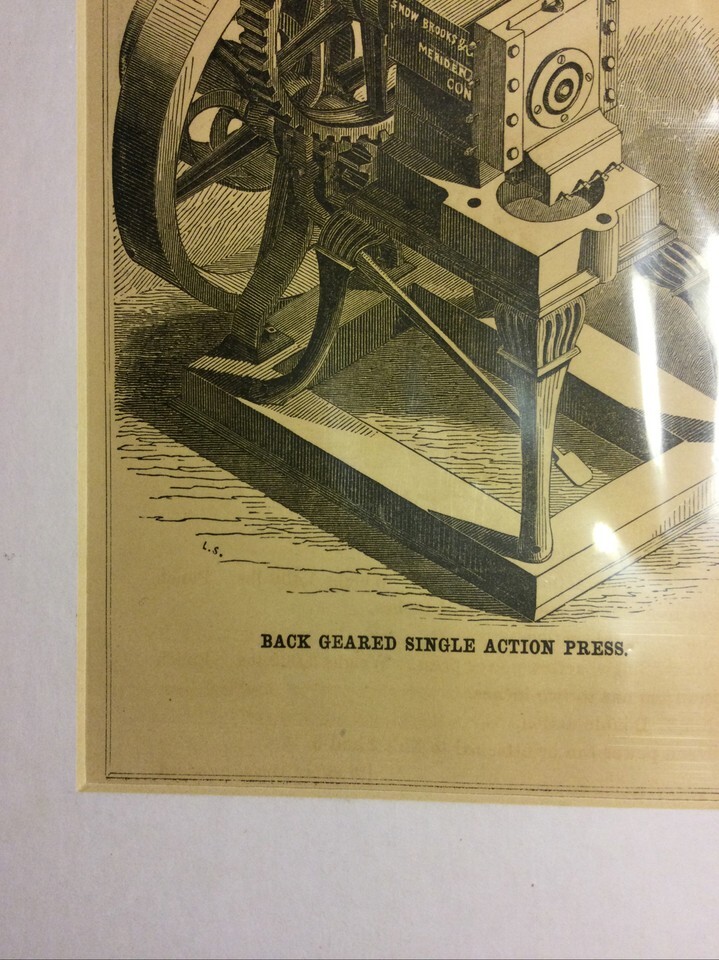 SNOW BROOKS & C
MERIDEN
CON
L.S.
BACK GEARED SINGLE ACTION PRESS.